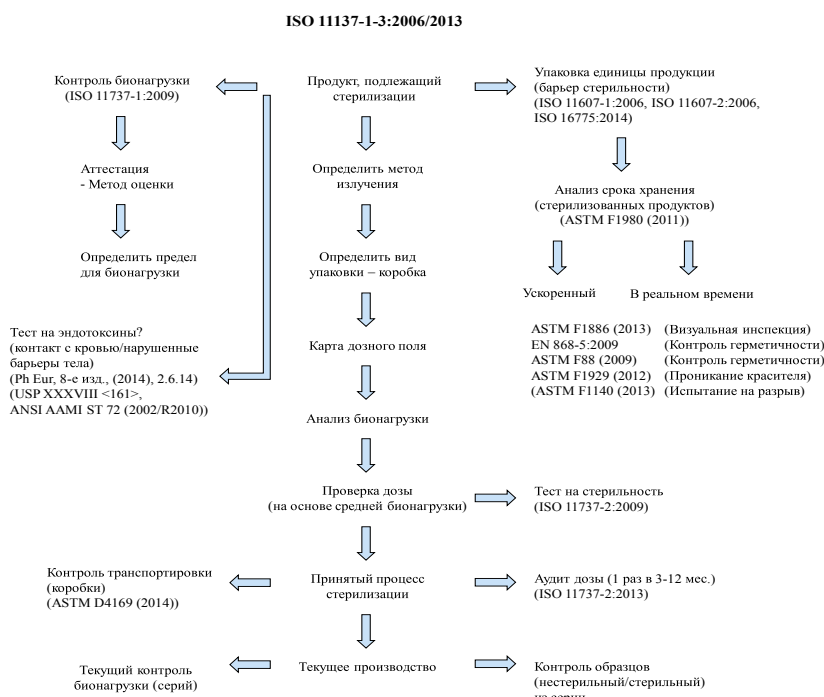 ISO 11137-1-3:2006/2013
Контроль бионагрузки
(ISO 11737-1:2009)
Продукт, подлежащий
стерилизации
Упаковка единицы продукции
(барьер стерильности)
(ISO 11607-1:2006, ISO 11607-2:2006,
ISO 16775:2014)
Аттестация
- Метод оценки
Определить метод
излучения
Анализ срока хранения
(стерилизованных продуктов)
(ASTM F1980 (2011))
Определить предел
для бионагрузки
Определить вид
упаковки – коробка
Ускоренный
В реальном времени
Тест на эндотоксины?
(контакт с кровью/нарушенные
барьеры тела)
(Ph Eur, 8-е изд., (2014), 2.6.14)
(USP XXXVIII <161>,
ANSI AAMI ST 72 (2002/R2010))
Карта дозного поля
ASTM F1886 (2013) (Визуальная инспекция)
EN 868-5:2009 (Контроль герметичности)
ASTM F88 (2009) (Контроль герметичности)
ASTM F1929 (2012) (Проникание красителя)
(ASTM F1140 (2013) (Испытание на разрыв)
Анализ бионагрузки
Проверка дозы
(на основе средней бионагрузки)
Тест на стерильность
(ISO 11737-2:2009)
Контроль транспортировки
(коробки)
(ASTM D4169 (2014))
Принятый процесс
стерилизации
Аудит дозы (1 раз в 3-12 мес.)
(ISO 11737-2:2013)
Текущий контроль
бионагрузки (серий)
Текущее производство
Контроль образцов
(нестерильный/стерильный)